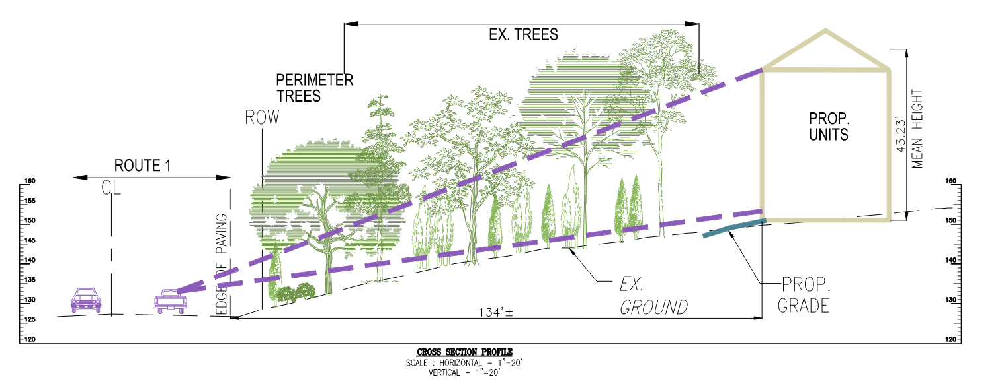 EX. TREES
PERIMETER
TREES
ROW
ROUTE 1
CL
EDGE OF PAVING
PROP.
UNITS
43.23'
MEAN HEIGHT
160
155
150
145
140
135
130
125
120
160
150
140
130
120
EX.
GROUND
PROP.
GRADE
134'±
CROSS SECTION PROFILE
SCALE : HORIZONTAL - 1"=20'
VERTICAL - 1"=20'